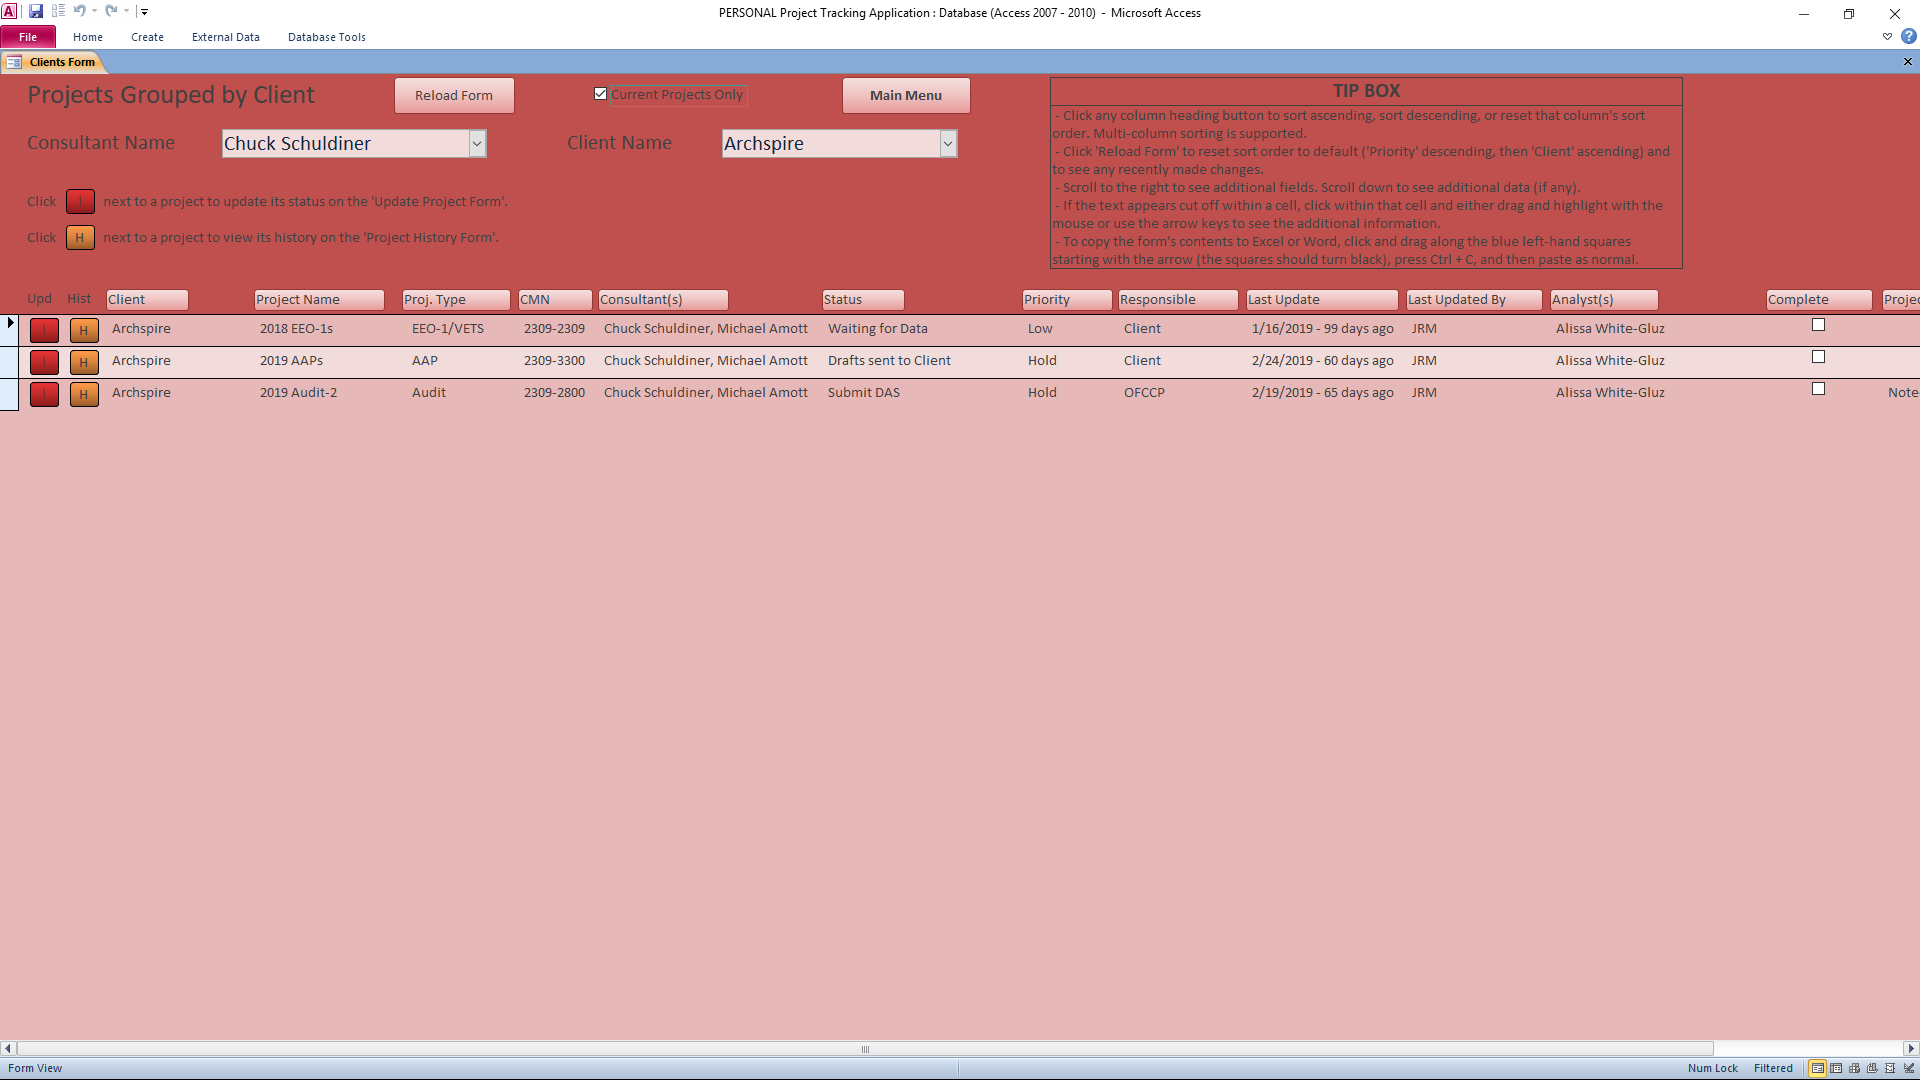 PERSONAL Project Tracking Application : Database (Access 2007 - 2010) - Microsoft Access
File Home Create External Data Database Tools
Clients Form
Projects Grouped by Client
Reload Form
Current Projects Only
Main Menu
Consultant Name Chuck Schuldiner
Client Name Archspire
Click I next to a project to update its status on the 'Update Project Form'.
Click H next to a project to view its history on the 'Project History Form'.
TIP BOX
- Click any column heading button to sort ascending, sort descending, or reset that column's sort
order. Multi-column sorting is supported.
- Click 'Reload Form' to reset sort order to default ('Priority' descending, then 'Client' ascending) and
to see any recently made changes.
- Scroll to the right to see additional fields. Scroll down to see additional data (if any).
- If the text appears cut off within a cell, click within that cell and either drag and highlight with the
mouse or use the arrow keys to see the additional information.
- To copy the form's contents to Excel or Word, click and drag along the blue left-hand squares
starting with the arrow (the squares should turn black), press Ctrl + C, and then paste as normal.
Upd Hist Client Project Name Proj. Type CMN Consultant(s) Status Priority Responsible Last Update Last Updated By Analyst(s) Complete Projec
I H Archspire 2018 EEO-1s EEO-1/VETS 2309-2309 Chuck Schuldiner, Michael Amott Waiting for Data Low Client 1/16/2019 - 99 days ago JRM Alissa White-Gluz
I H Archspire 2019 AAPs AAP 2309-3300 Chuck Schuldiner, Michael Amott Drafts sent to Client Hold Client 2/24/2019 - 60 days ago JRM Alissa White-Gluz
I H Archspire 2019 Audit-2 Audit 2309-2800 Chuck Schuldiner, Michael Amott Submit DAS Hold OFCCP 2/19/2019 - 65 days ago JRM Alissa White-Gluz Note
Form View Num Lock Filtered